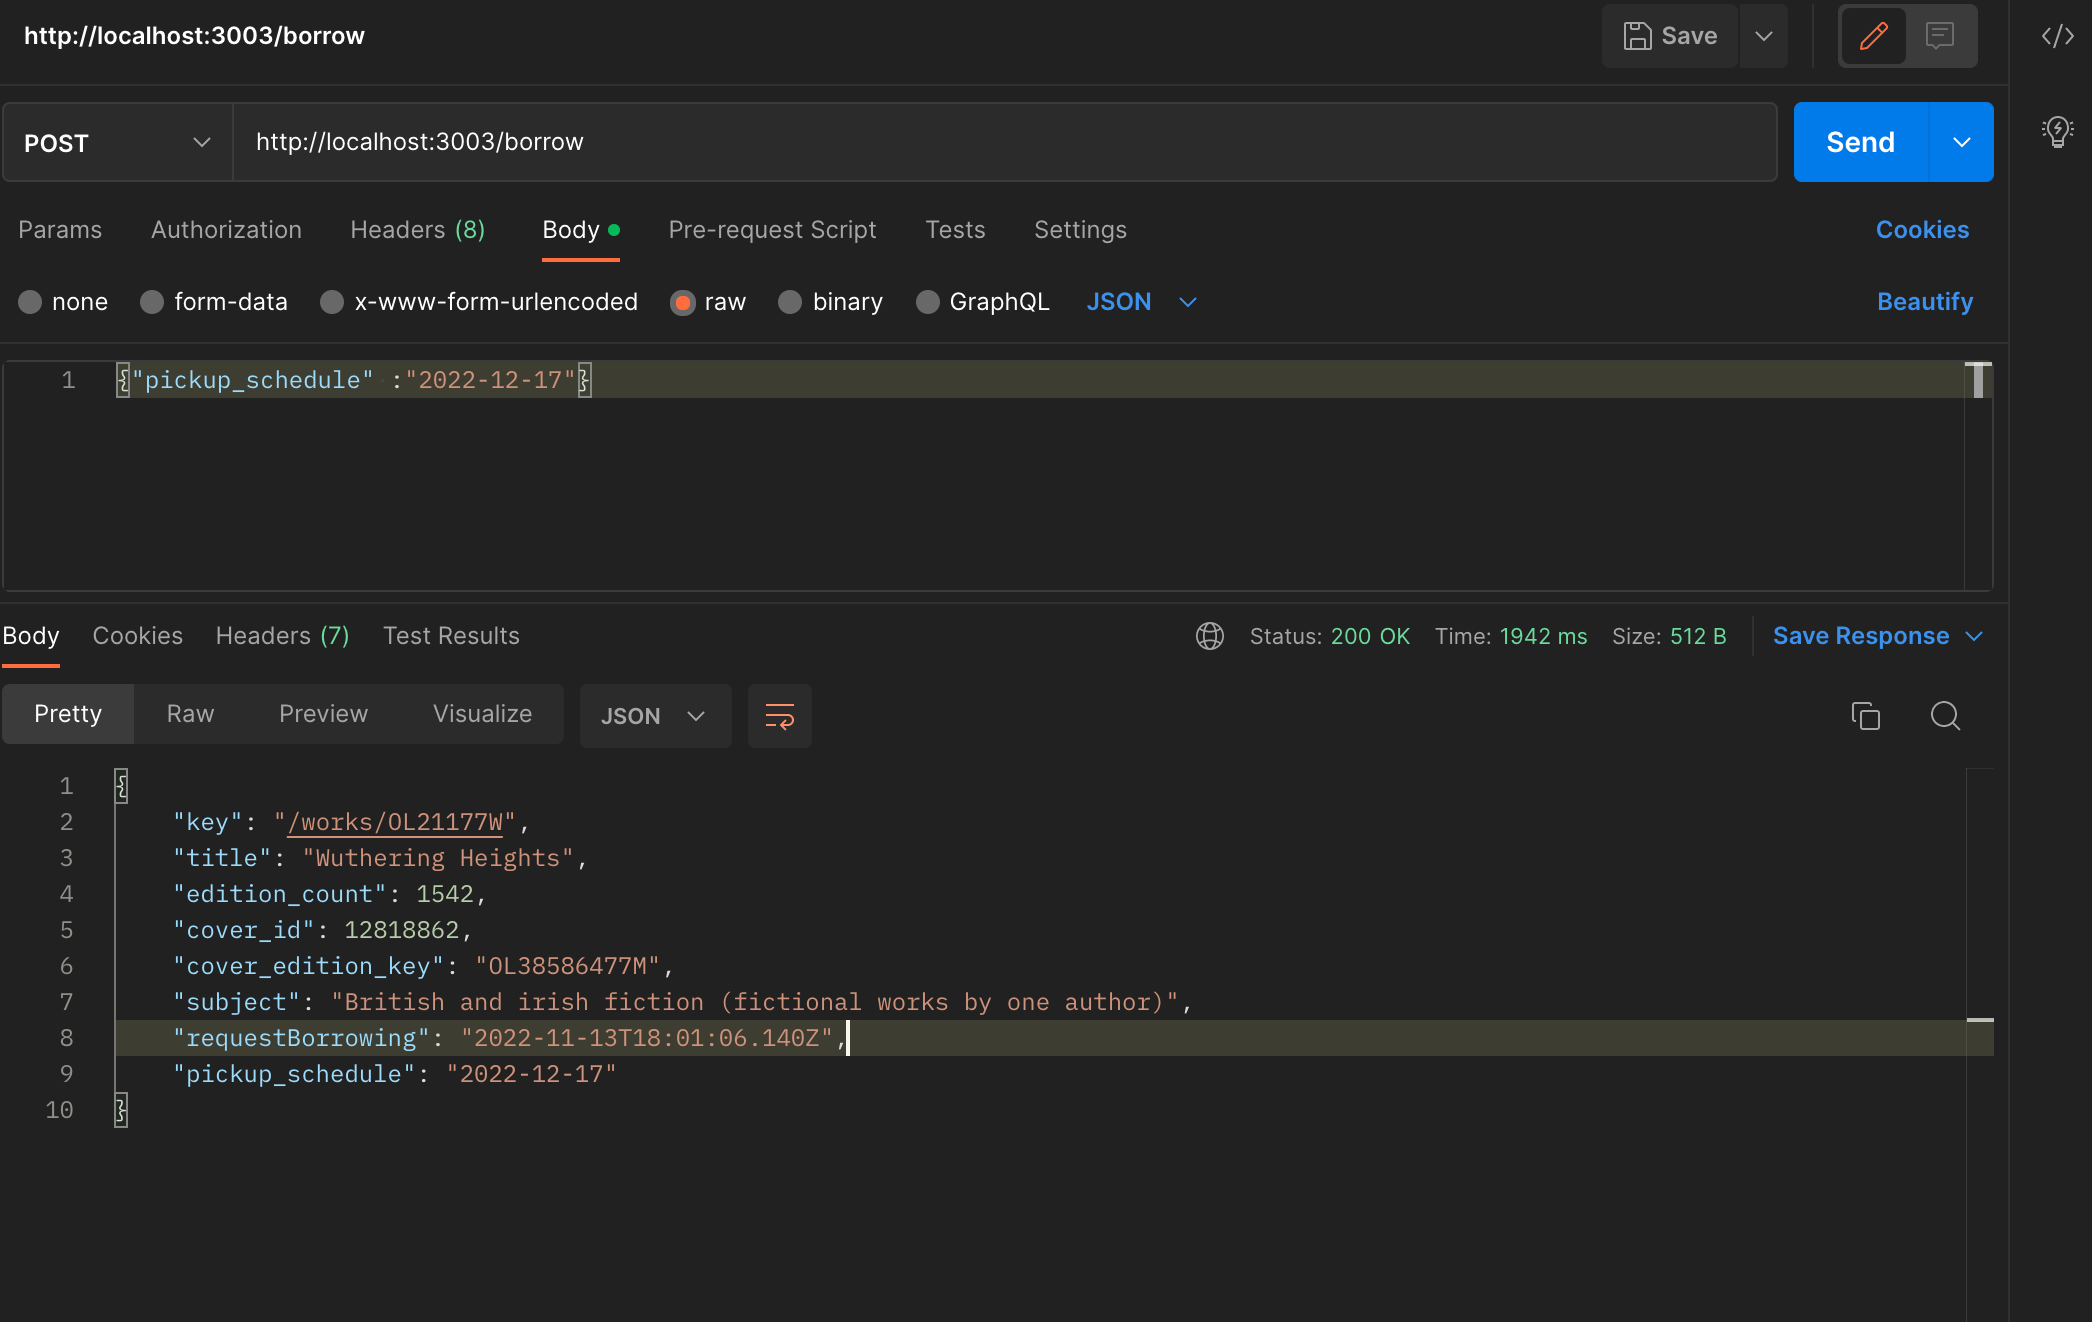 http://localhost:3003/borrow
Save
POST
http://localhost:3003/borrow
Send
Params Authorization Headers (8) Body Pre-request Script Tests Settings Cookies
none form-data x-www-form-urlencoded raw binary GraphQL JSON Beautify
1 {"pickup_schedule" :"2022-12-17"}
Body Cookies Headers (7) Test Results Status: 200 OK Time: 1942 ms Size: 512 B Save Response
Pretty Raw Preview Visualize JSON
1 {
2 "key": "/works/OL21177W",
3 "title": "Wuthering Heights",
4 "edition_count": 1542,
5 "cover_id": 12818862,
6 "cover_edition_key": "OL38586477M",
7 "subject": "British and irish fiction (fictional works by one author)",
8 "requestBorrowing": "2022-11-13T18:01:06.140Z",
9 "pickup_schedule": "2022-12-17"
10 }